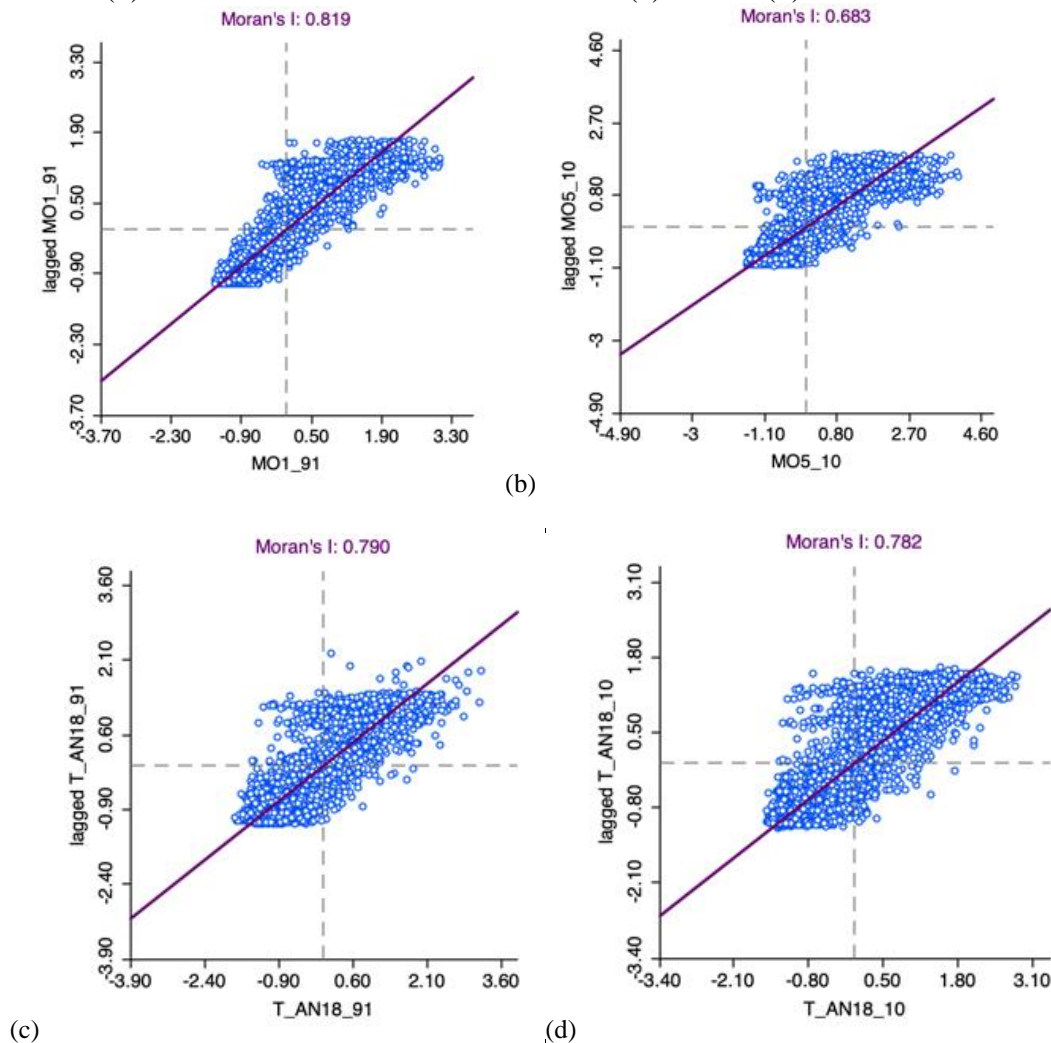 Moran's I: 0.819
3.30
1.90
0.50
-0.90
-2.30
-3.70
lagged MO1_91
-3.70 -2.30 -0.90 0.50 1.90 3.30
MO1_91
Moran's I: 0.683
4.60
2.70
0.80
-1.10
-3
-4.90
lagged MO5_10
-4.90 -3 -1.10 0.80 2.70 4.60
MO5_10
(b)
Moran's I: 0.790
3.60
2.10
0.60
-0.90
-2.40
-3.90
lagged T_AN18_91
-3.90 -2.40 -0.90 0.60 2.10 3.60
T_AN18_91
(c)
Moran's I: 0.782
3.10
1.80
0.50
-0.80
-2.10
-3.40
lagged T_AN18_10
-3.40 -2.10 -0.80 0.50 1.80 3.10
T_AN18_10
(d)